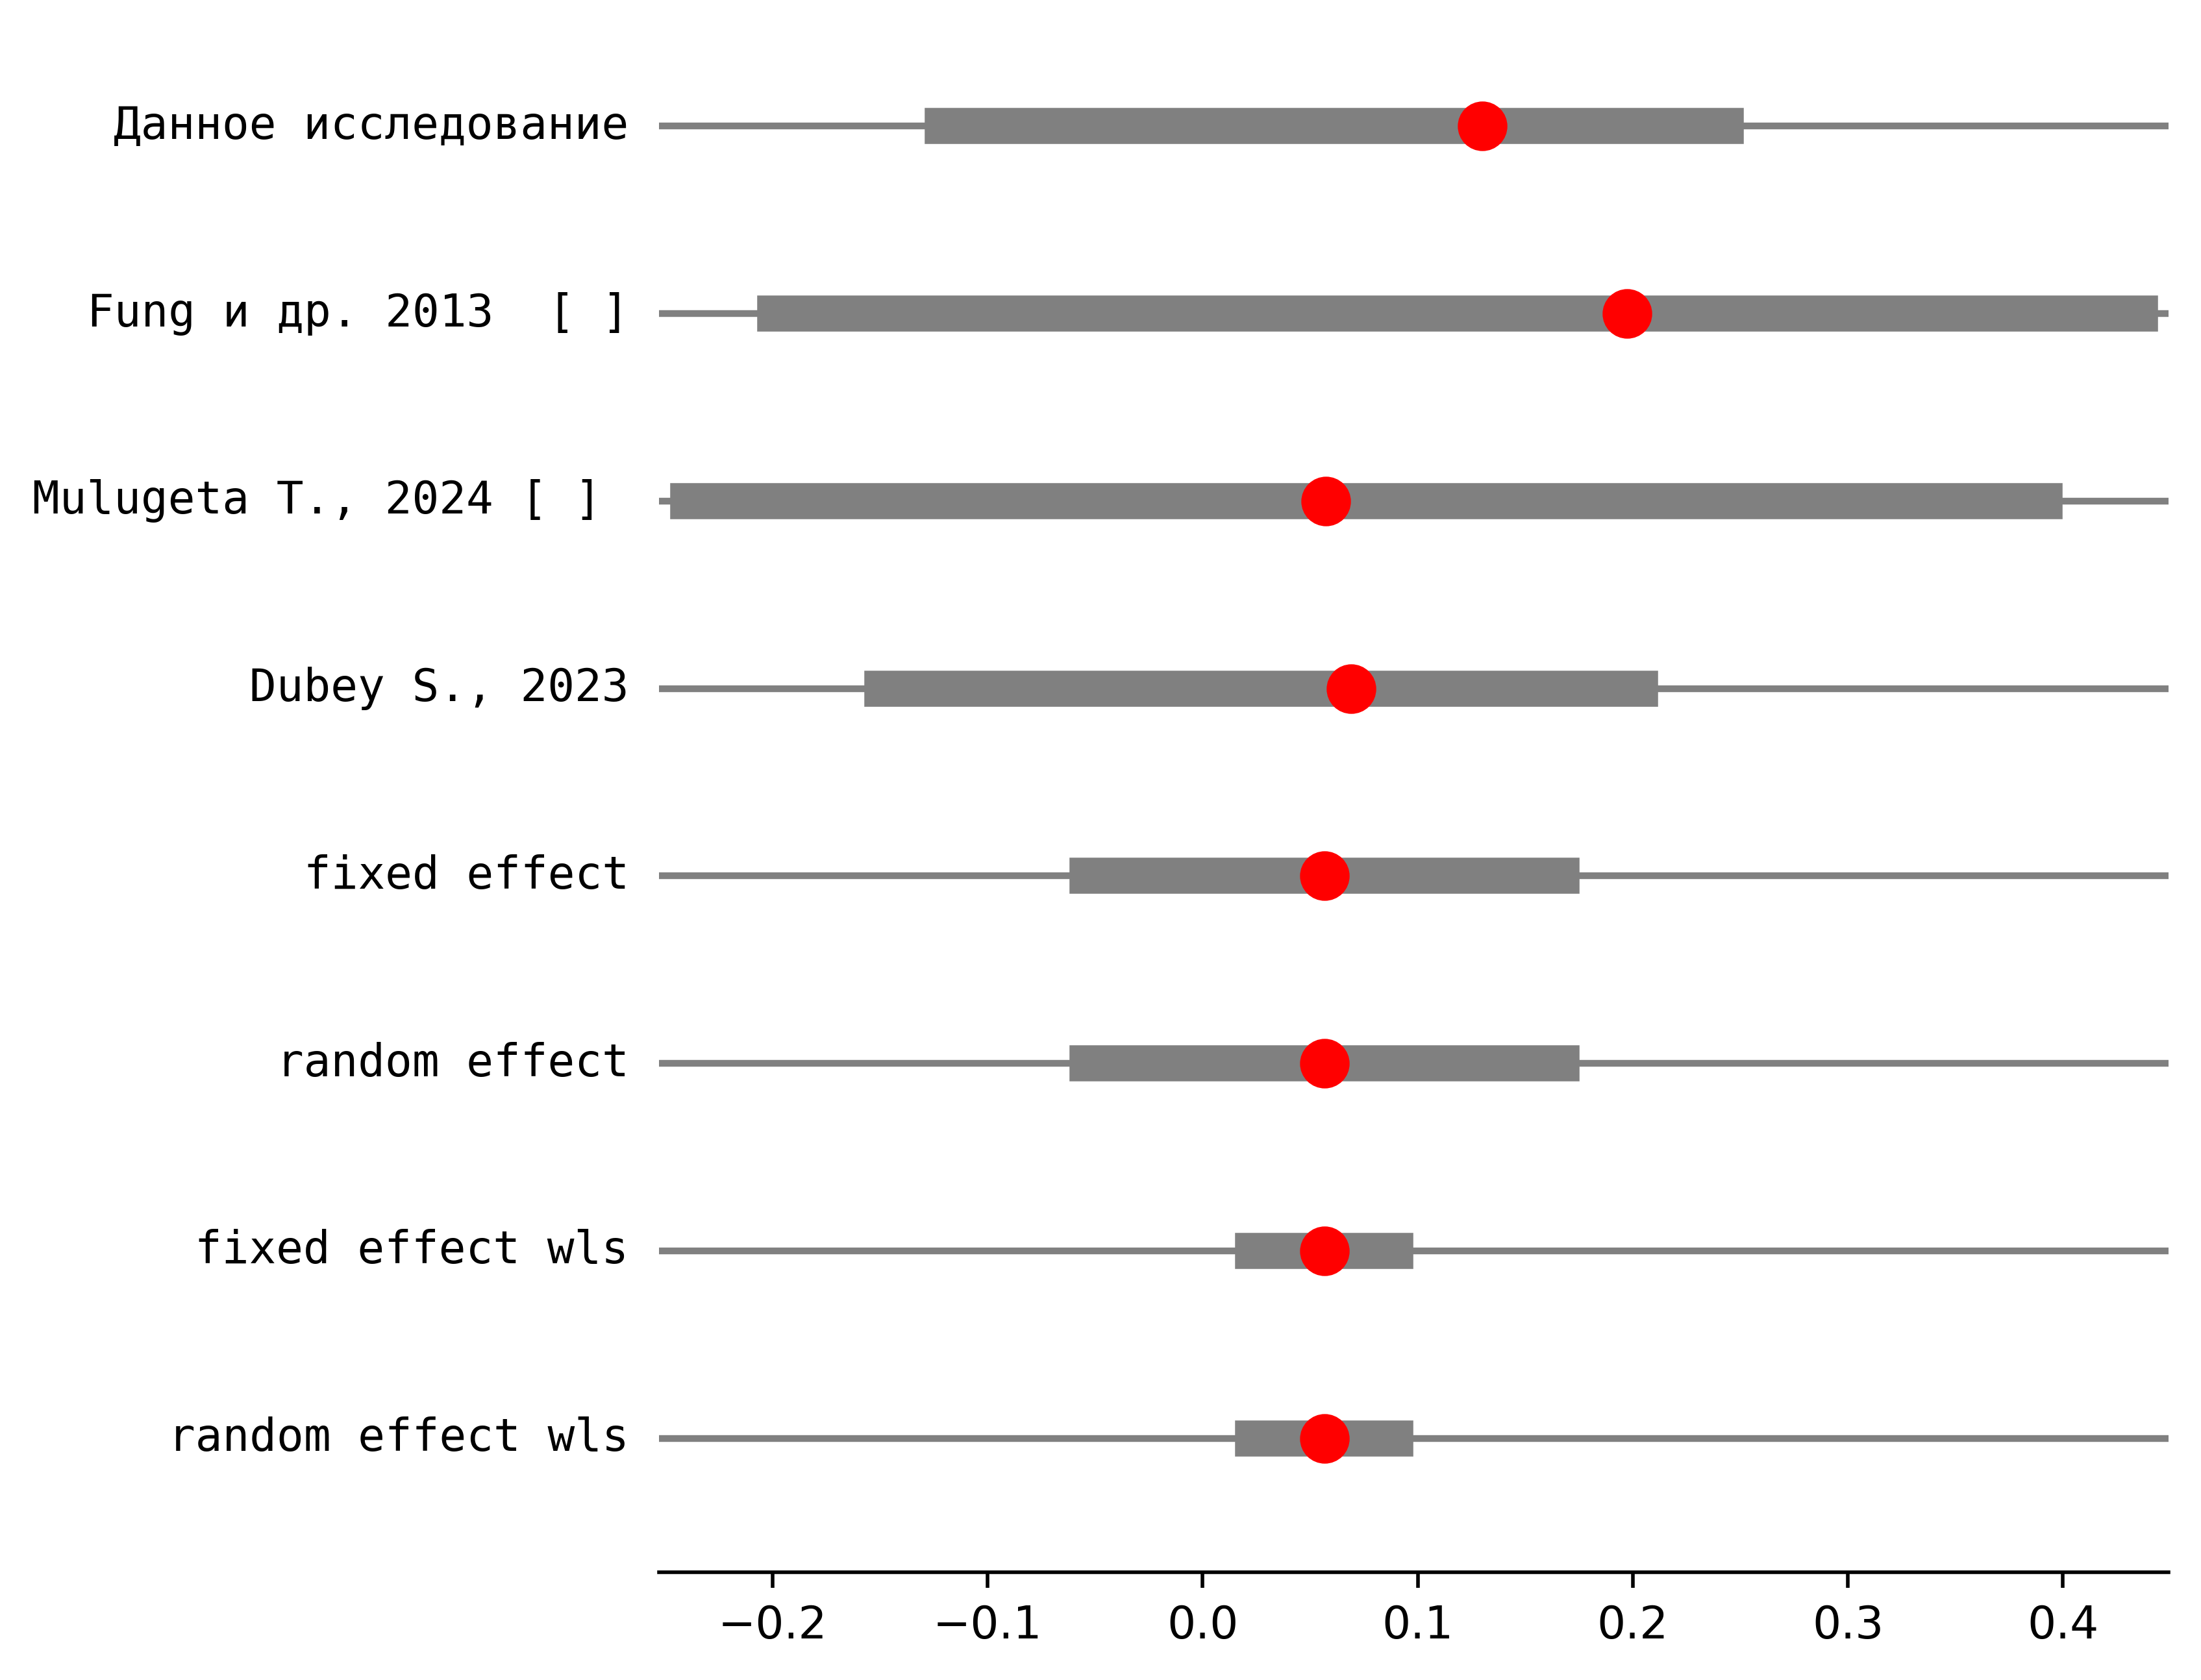 Данное исследование
Fung и др. 2013  [ ]
Mulugeta T., 2024 [ ]
Dubey S., 2023
fixed effect
random effect
fixed effect wls
random effect wls
−0.2 −0.1 0.0 0.1 0.2 0.3 0.4